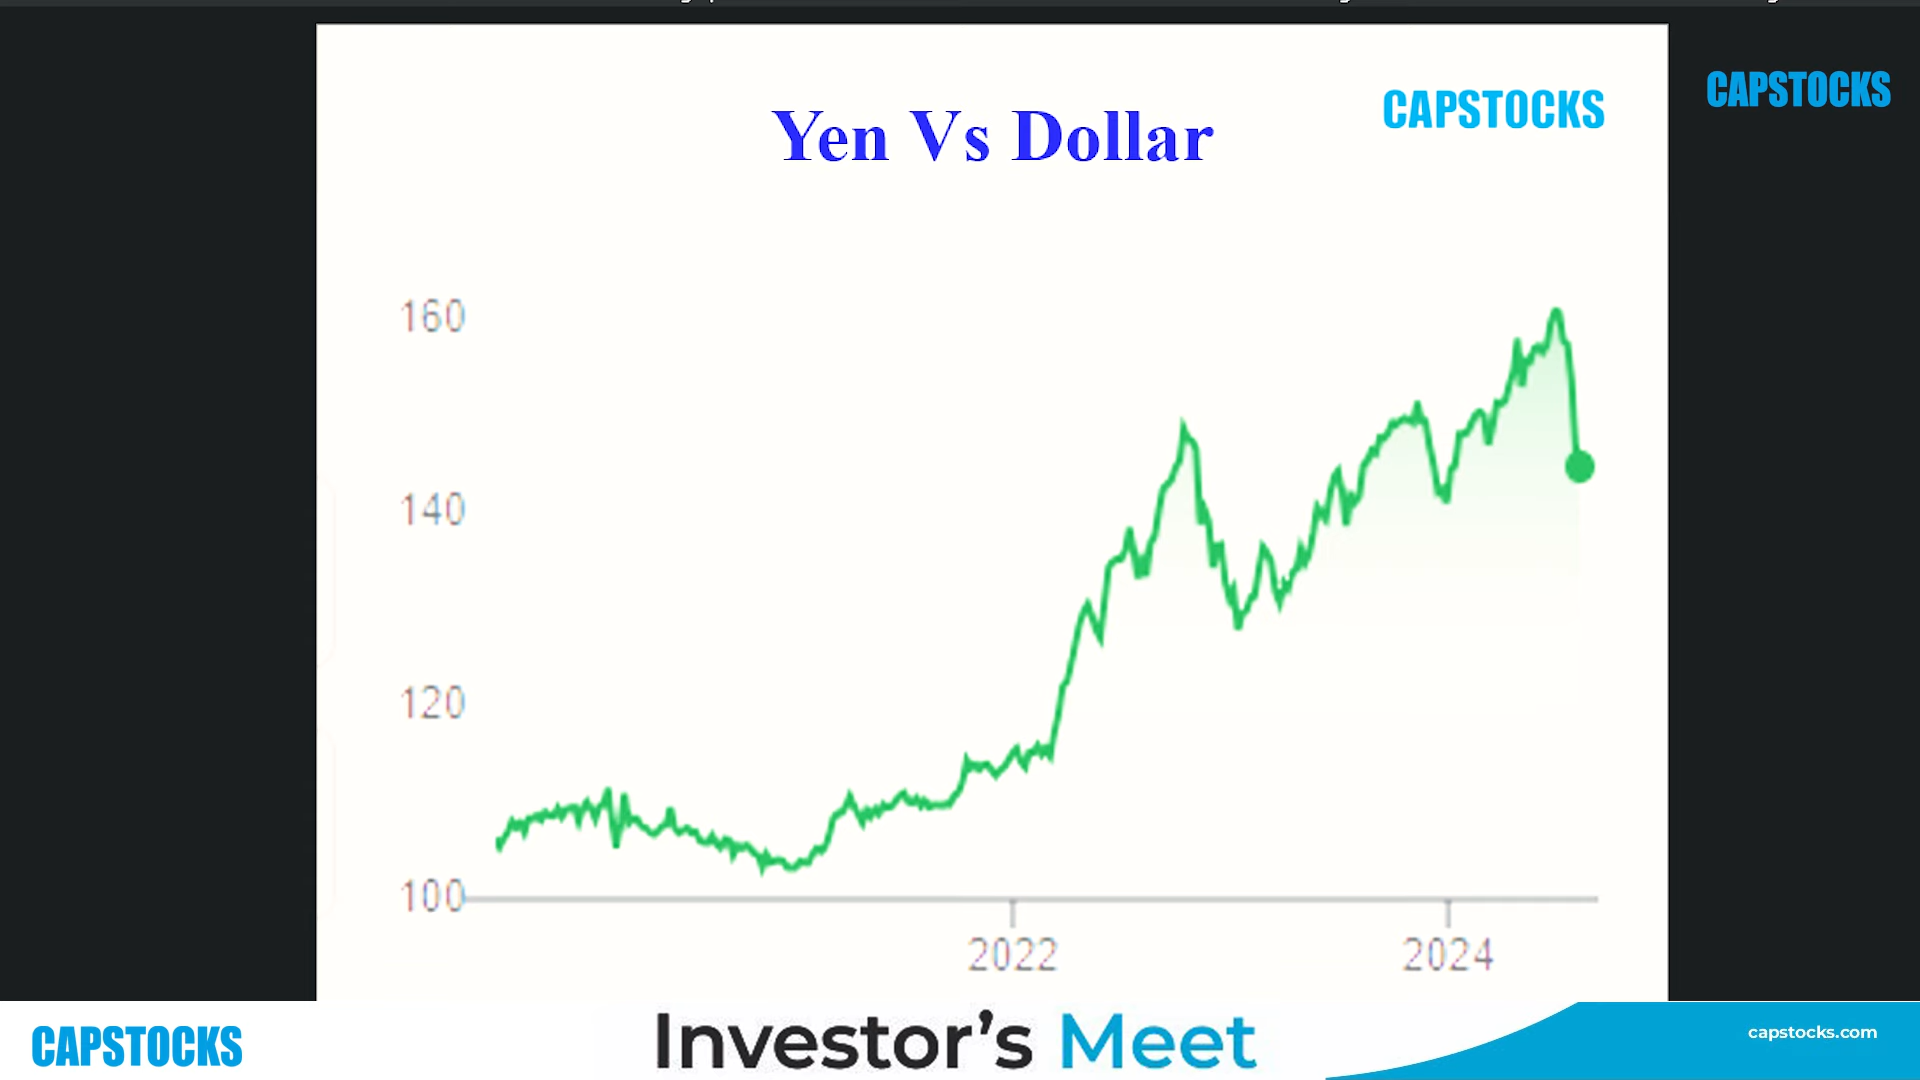 Yen Vs Dollar
CAPSTOCKS
CAPSTOCKS
160
140
120
100
2022
2024
CAPSTOCKS
Investor's Meet
capstocks.com